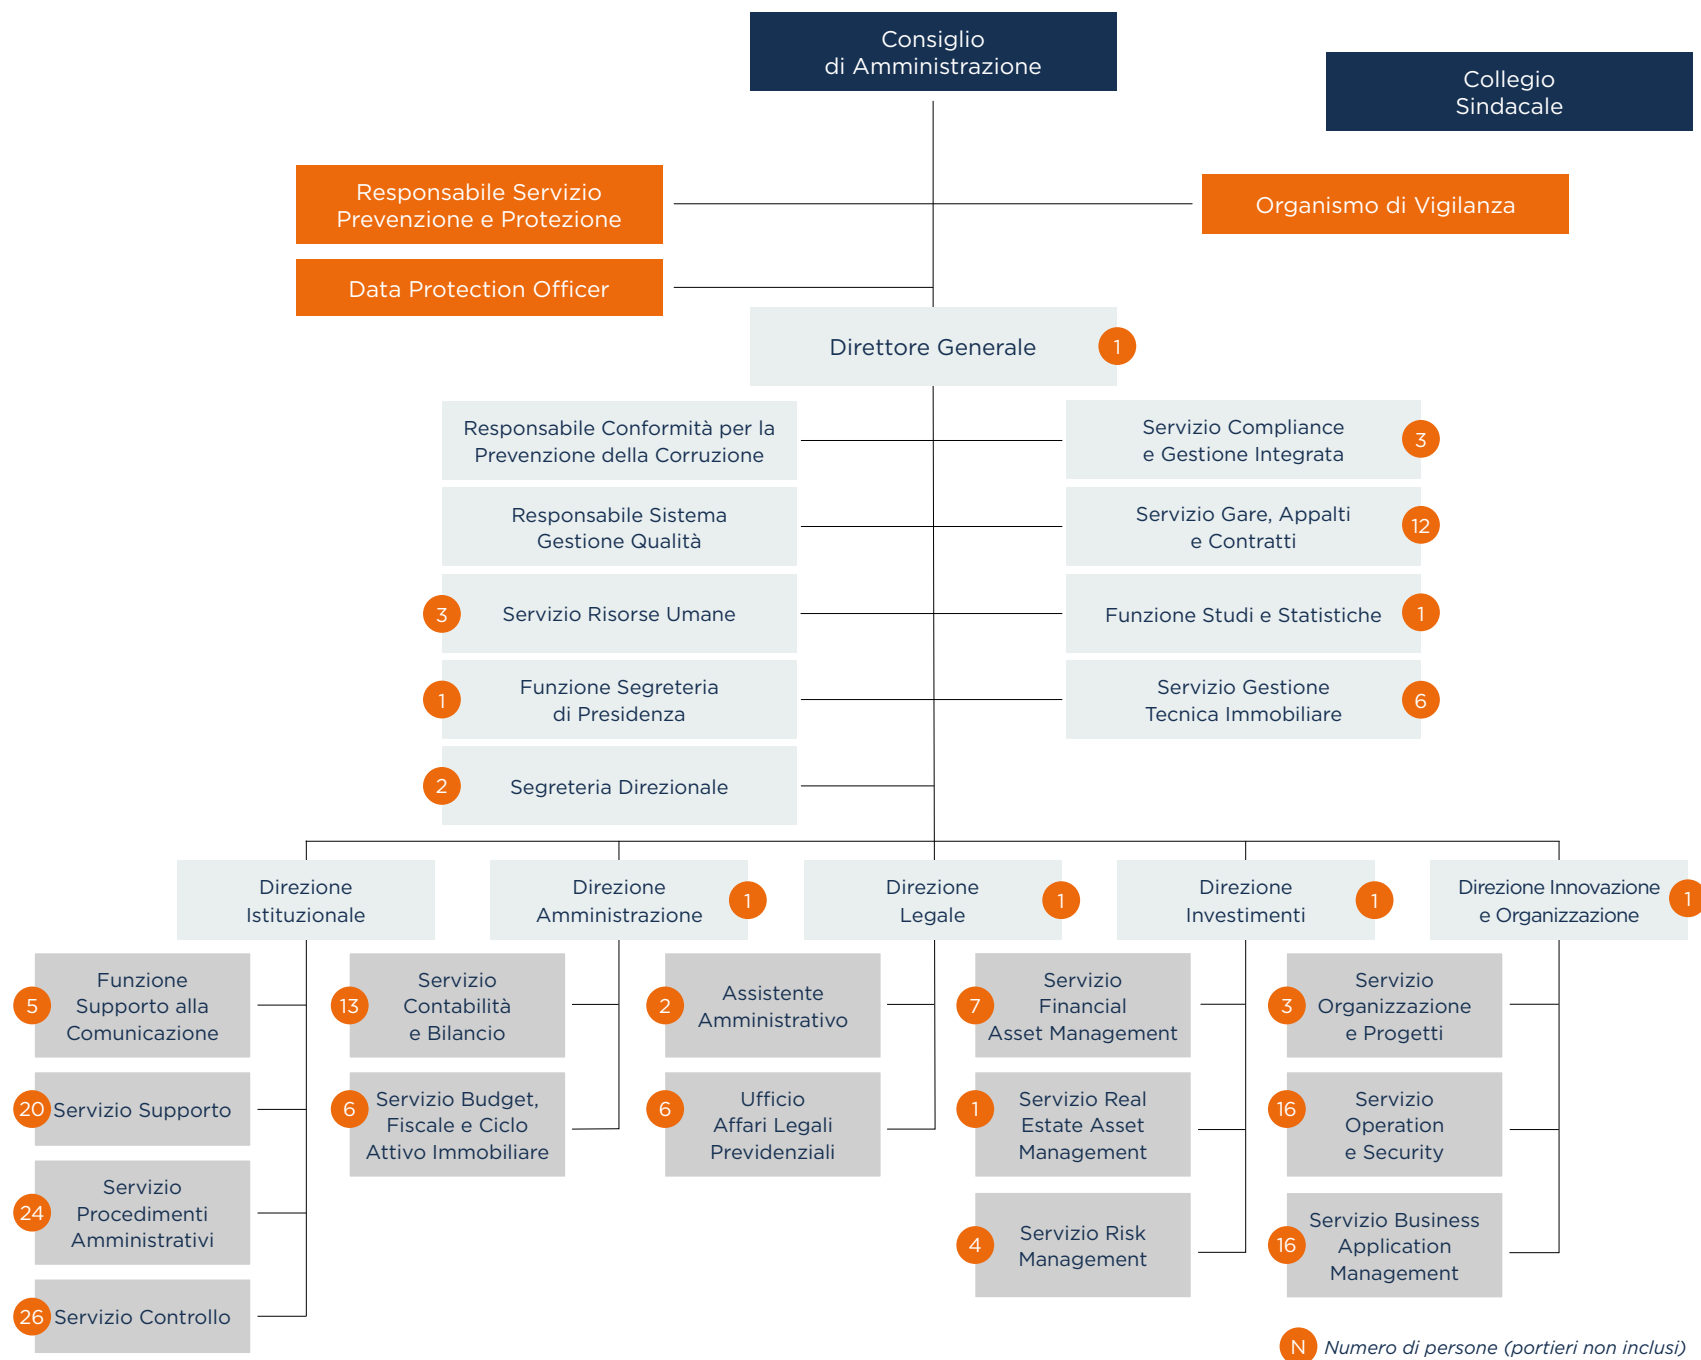 Consiglio
di Amministrazione
Collegio
Sindacale
Responsabile Servizio
Prevenzione e Protezione
Organismo di Vigilanza
Data Protection Officer
Direttore Generale
1
Responsabile Conformità per la
Prevenzione della Corruzione
Servizio Compliance
e Gestione Integrata
3
Responsabile Sistema
Gestione Qualità
Servizio Gare, Appalti
e Contratti
12
3
Servizio Risorse Umane
Funzione Studi e Statistiche
1
1
Funzione Segreteria
di Presidenza
Servizio Gestione
Tecnica Immobiliare
6
2
Segreteria Direzionale
Direzione
Istituzionale
Direzione
Amministrazione
1
Direzione
Legale
1
Direzione
Investimenti
1
Direzione Innovazione
e Organizzazione
1
5
Funzione
Supporto alla
Comunicazione
20
Servizio Supporto
24
Servizio
Procedimenti
Amministrativi
26
Servizio Controllo
13
Servizio
Contabilità
e Bilancio
6
Servizio Budget,
Fiscale e Ciclo
Attivo Immobiliare
2
Assistente
Amministrativo
6
Ufficio
Affari Legali
Previdenziali
7
Servizio
Financial
Asset Management
1
Servizio Real
Estate Asset
Management
4
Servizio Risk
Management
3
Servizio
Organizzazione
e Progetti
16
Servizio
Operation
e Security
16
Servizio Business
Application
Management
N Numero di persone (portieri non inclusi)